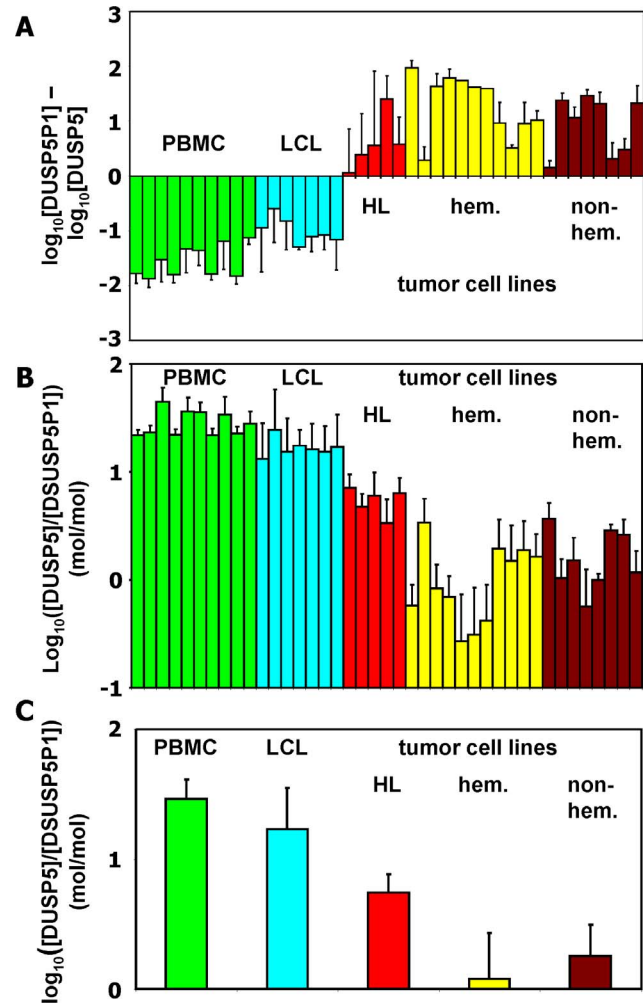 A
3
2
1
0
-1
-2
-3
log10[DUSP5P1] –
log10[DUSP5]
PBMC
LCL
HL
hem.
non-
hem.
tumor cell lines
B
2
1
0
-1
Log10([DUSP5]/[DSUSP5P1])
(mol/mol)
PBMC
LCL
tumor cell lines
HL
hem.
non-
hem.
C
2
1
0
log10([DUSP5]/[DSUSP5P1])
(mol/mol)
PBMC
LCL
tumor cell lines
HL
hem.
non-
hem.